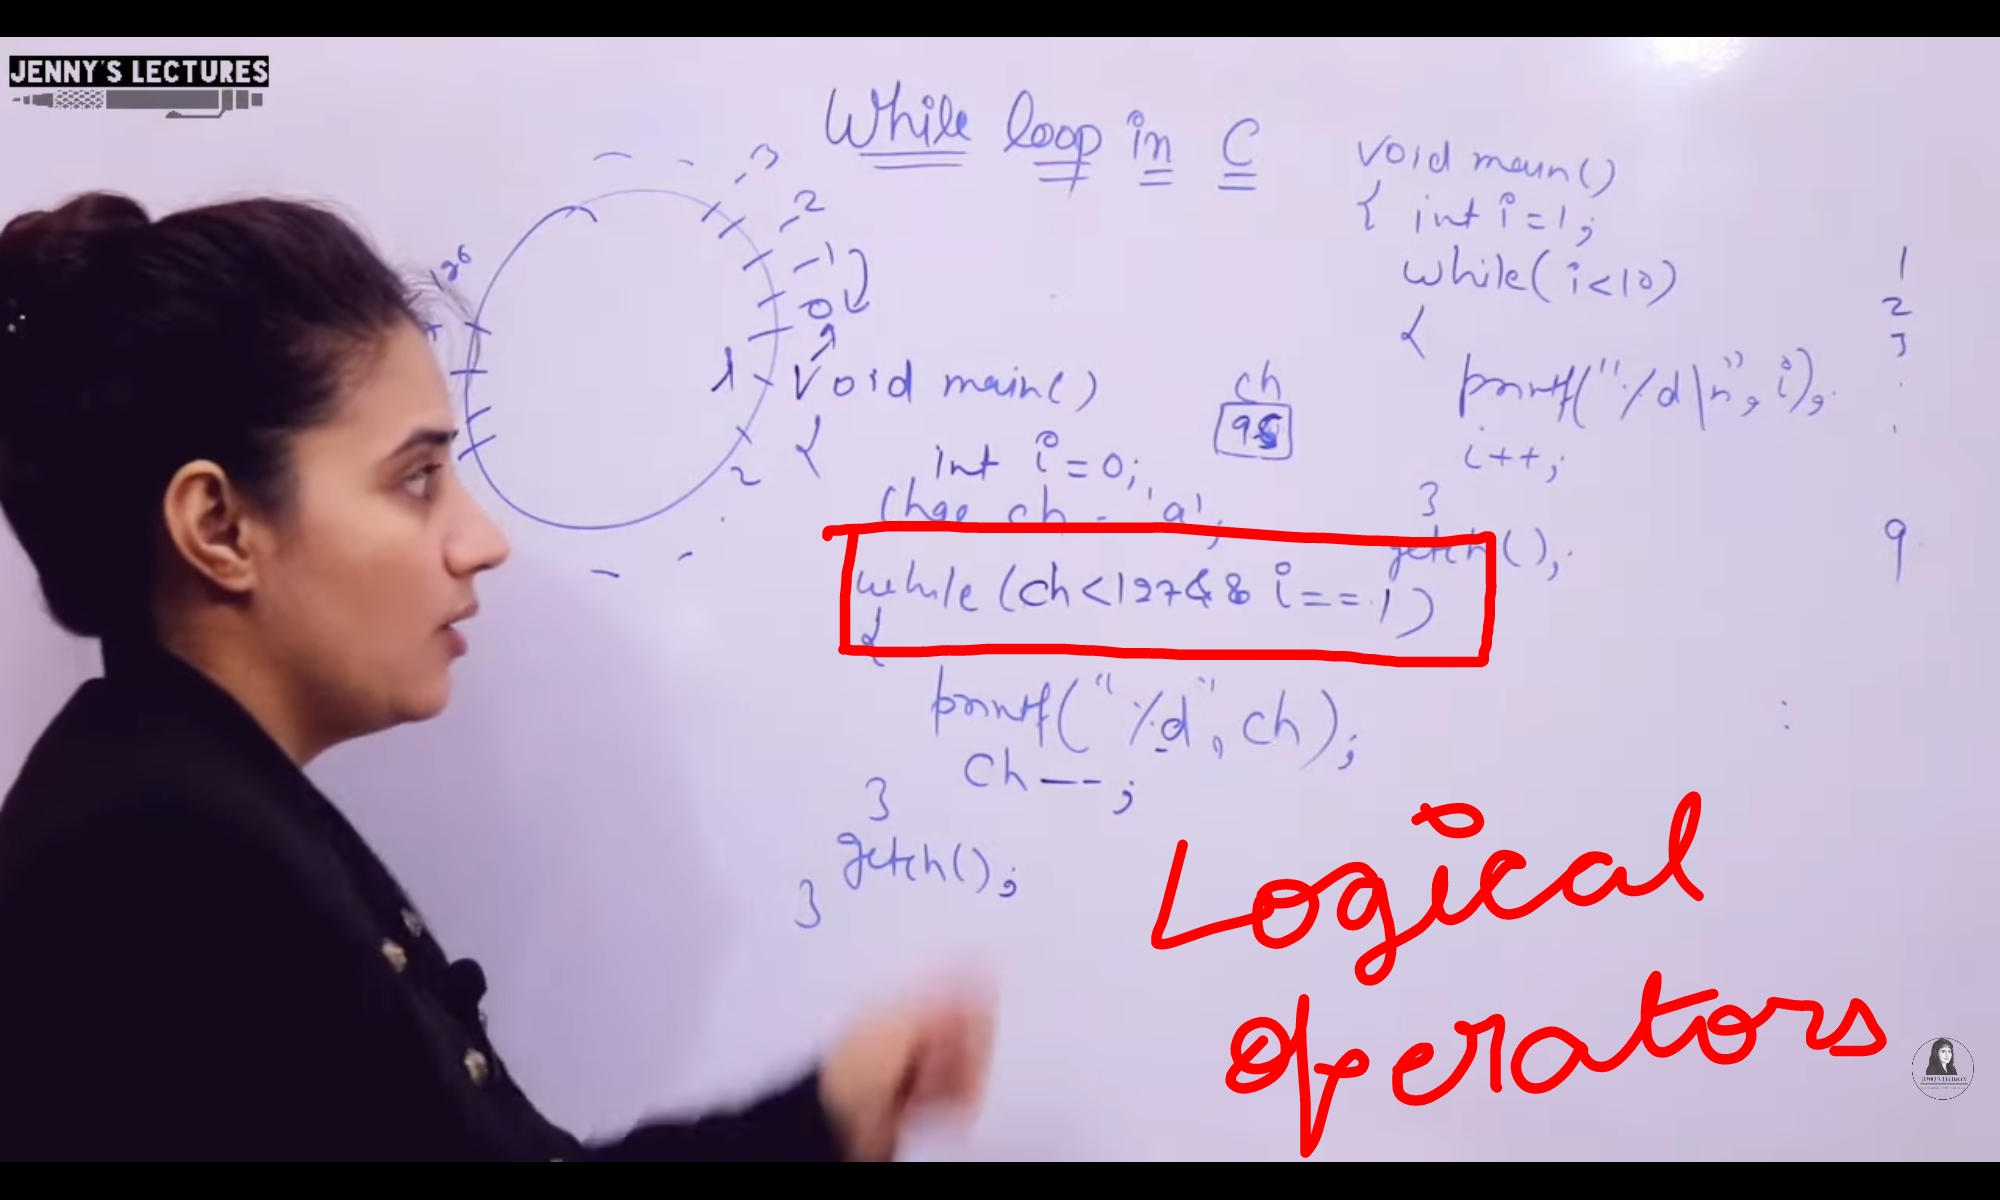 JENNY'S LECTURES
While loop in C
-3
-2
-1
0
1
2
126
void main()
{
int i=0;
char ch = 'a';
while (ch<127&& i==1)
{
printf("%d", ch);
ch--;
}
getch();
}
ch
void main()
{ int i=1;
while(i<10)
{
printf("%d\n", i);
i++;
}
getch();
1
2
3
.
.
9
Logical
operators